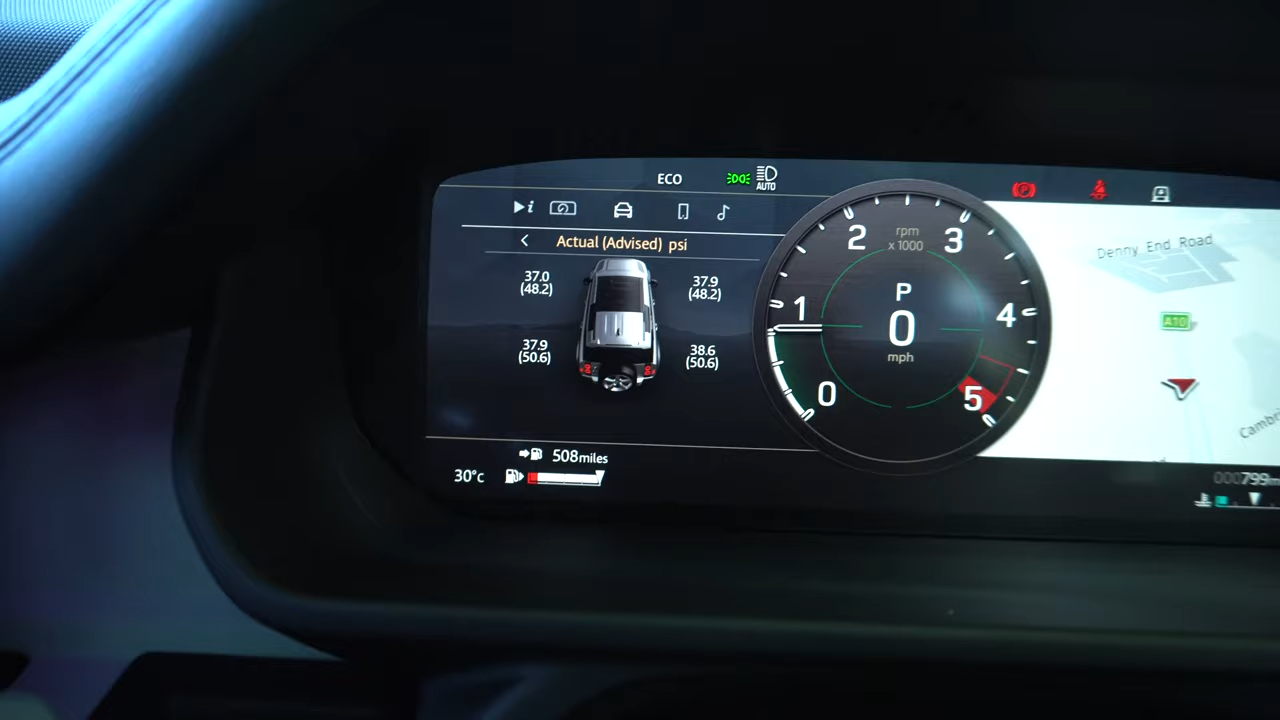 ECO
AUTO
i
Actual (Advised) psi
37.0
(48.2)
37.9
(48.2)
37.9
(50.6)
38.6
(50.6)
508miles
30°c
rpm
x 1000
0
1
2
3
4
5
P
0
mph
P
Denny End Road
A10
000799